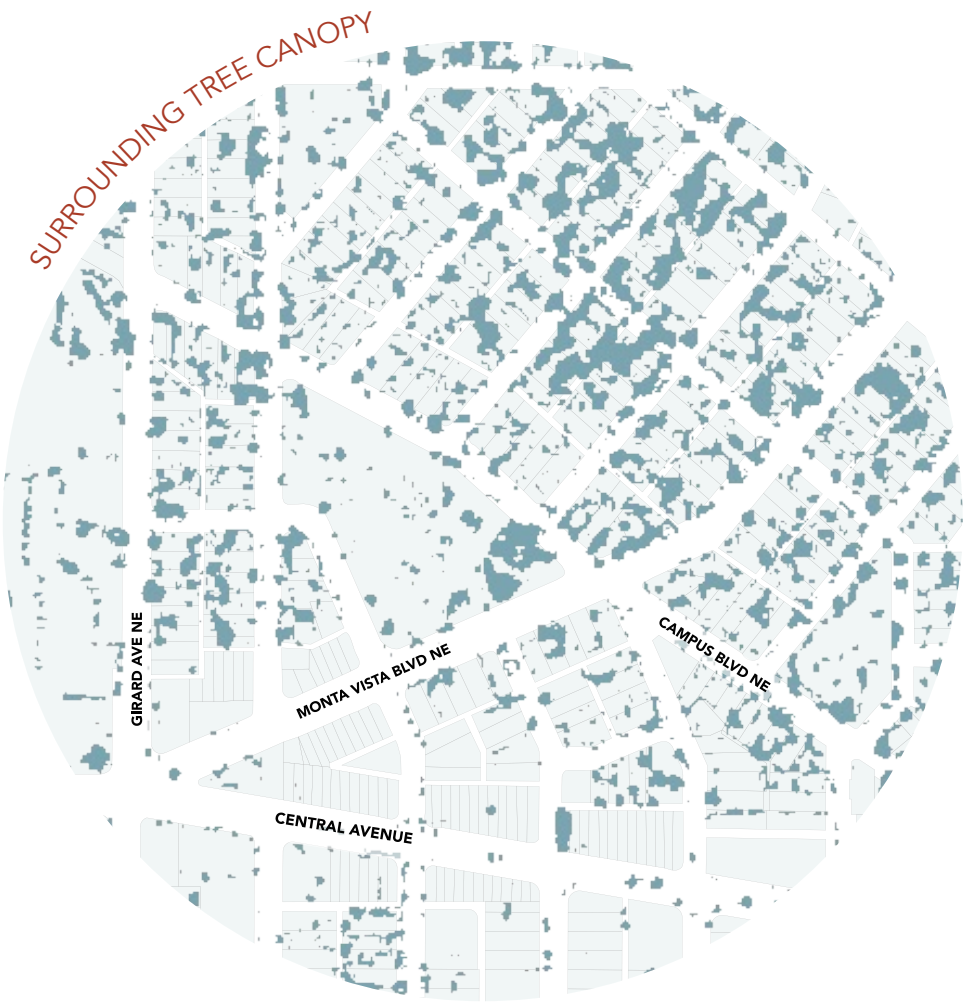 SURROUNDING TREE CANOPY
GIRARD AVE NE
MONTA VISTA BLVD NE
CAMPUS BLVD NE
CENTRAL AVENUE